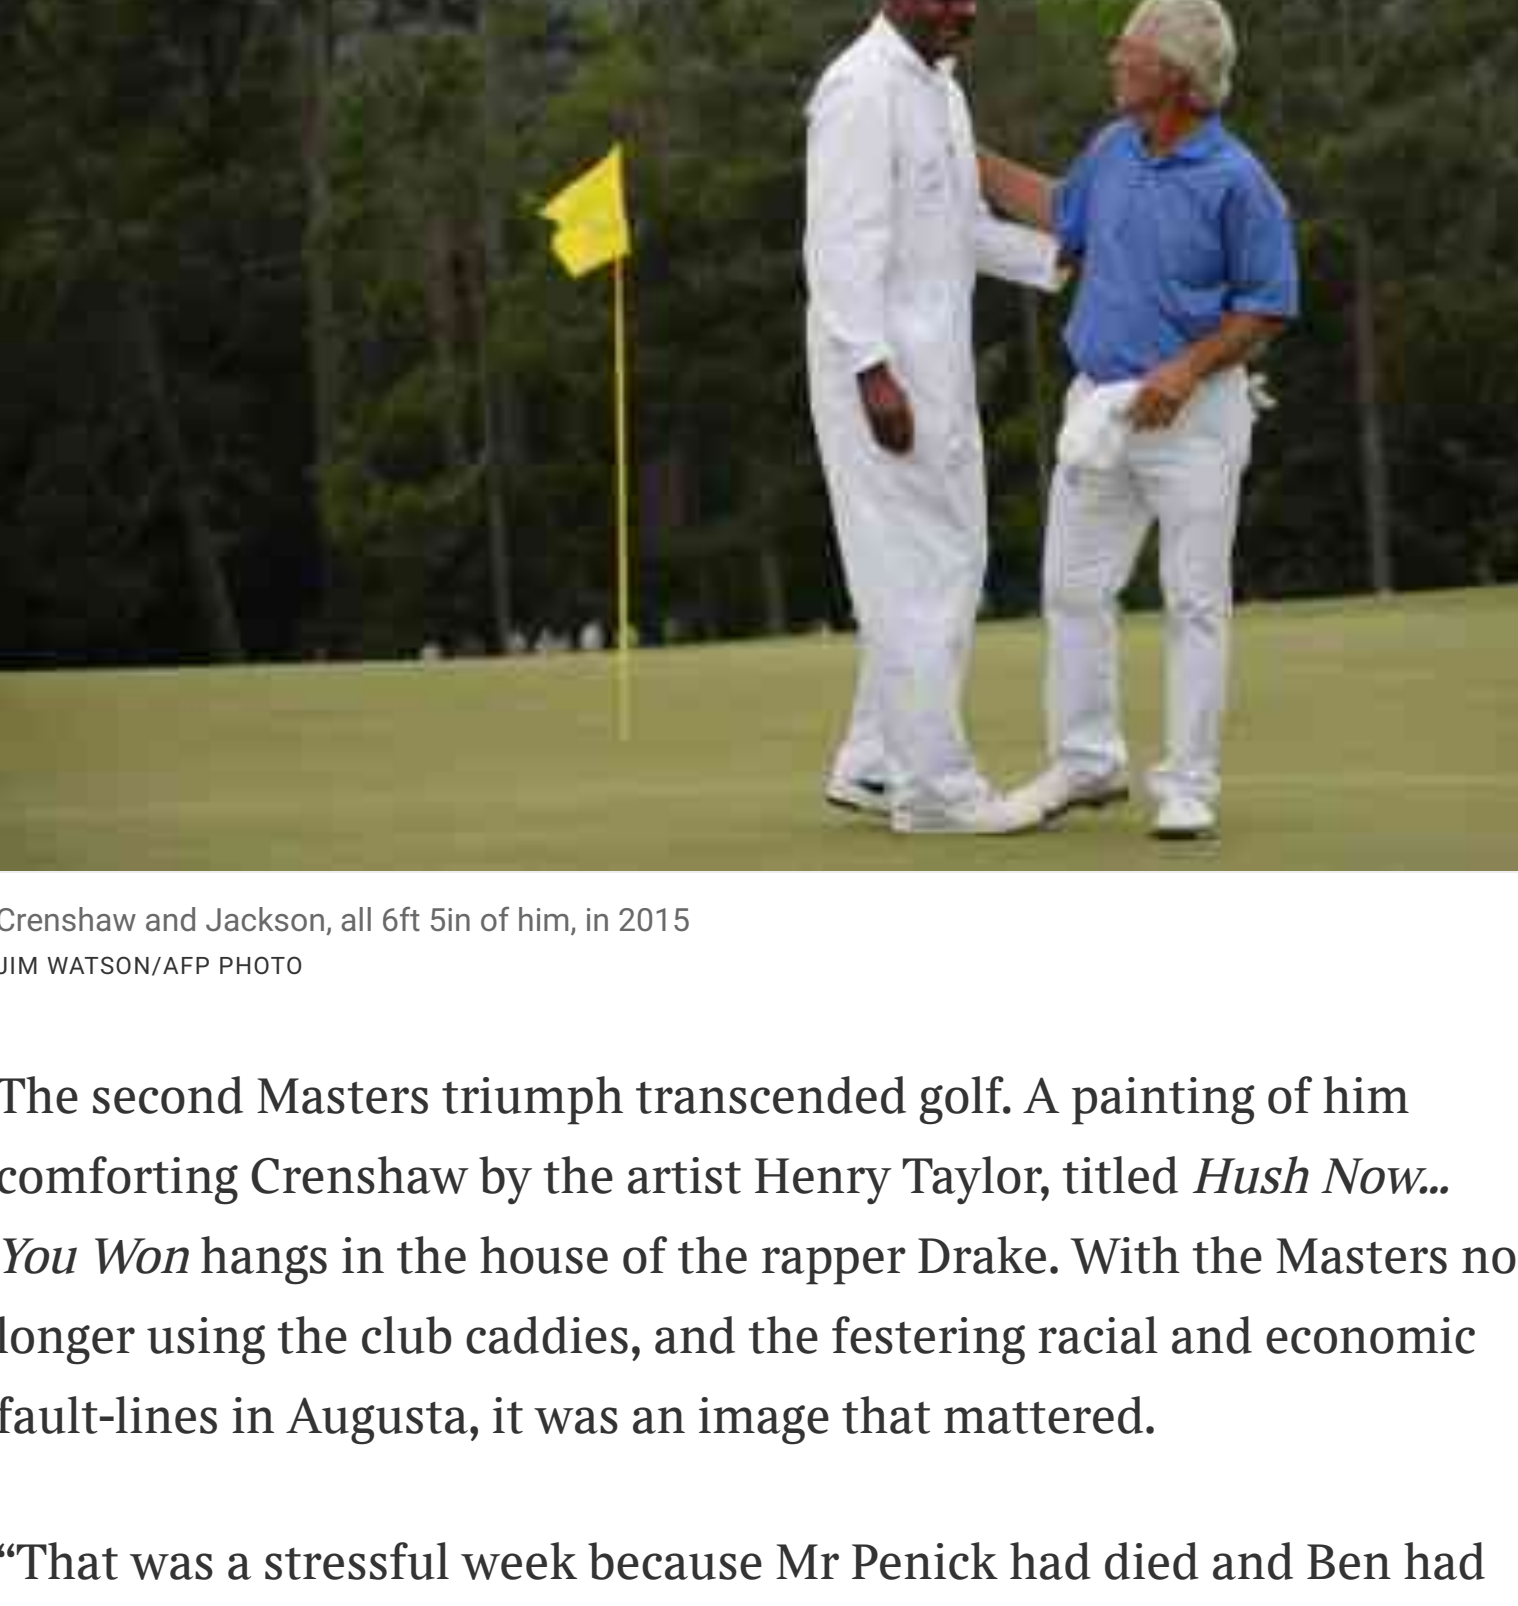 Crenshaw and Jackson, all 6ft 5in of him, in 2015
JIM WATSON/AFP PHOTO
The second Masters triumph transcended golf. A painting of him
comforting Crenshaw by the artist Henry Taylor, titled Hush Now...
You Won hangs in the house of the rapper Drake. With the Masters no
longer using the club caddies, and the festering racial and economic
fault-lines in Augusta, it was an image that mattered.
“That was a stressful week because Mr Penick had died and Ben had